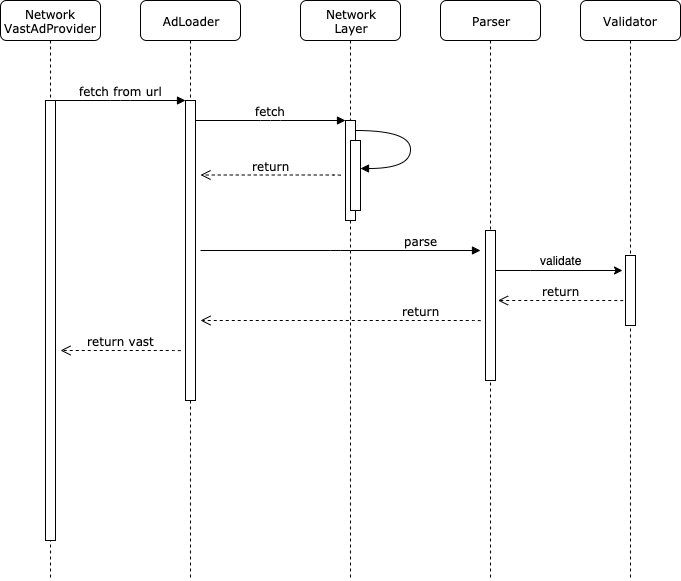 Network
VastAdProvider
AdLoader
Network
Layer
Parser
Validator
fetch from url
fetch
return
parse
validate
return
return
return vast